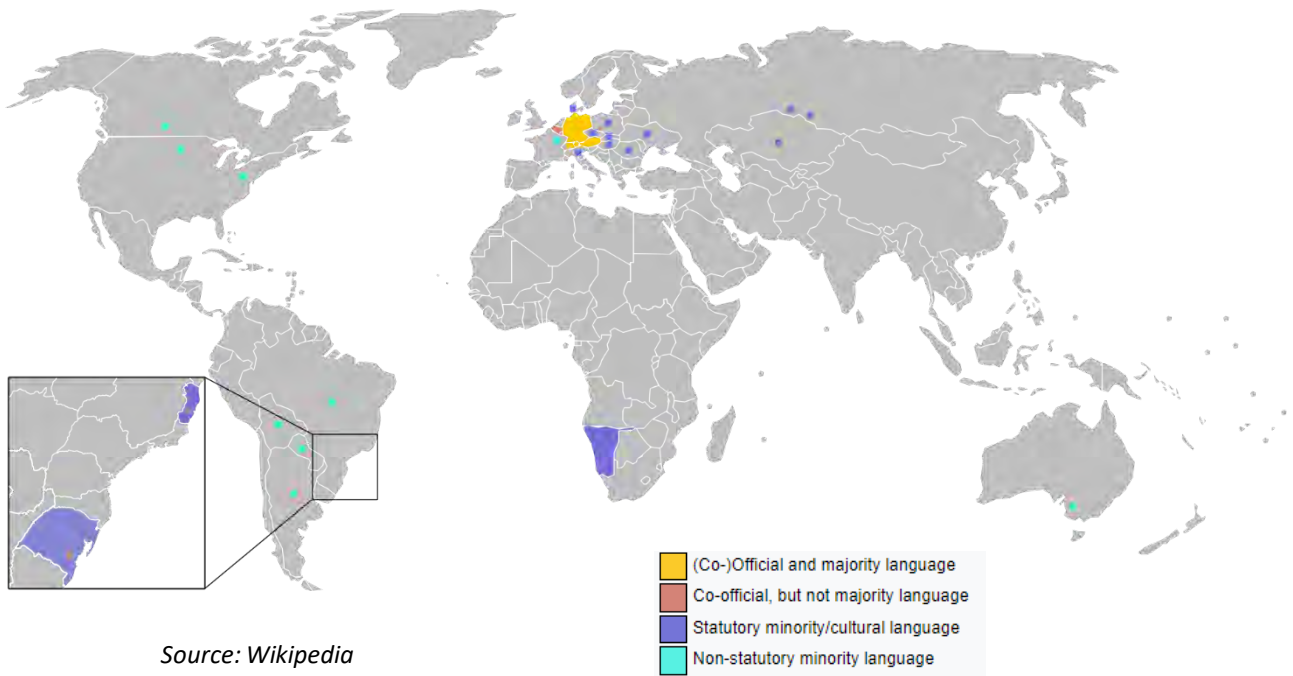 (Co-)Official and majority language
Co-official, but not majority language
Statutory minority/cultural language
Non-statutory minority language
Source: Wikipedia